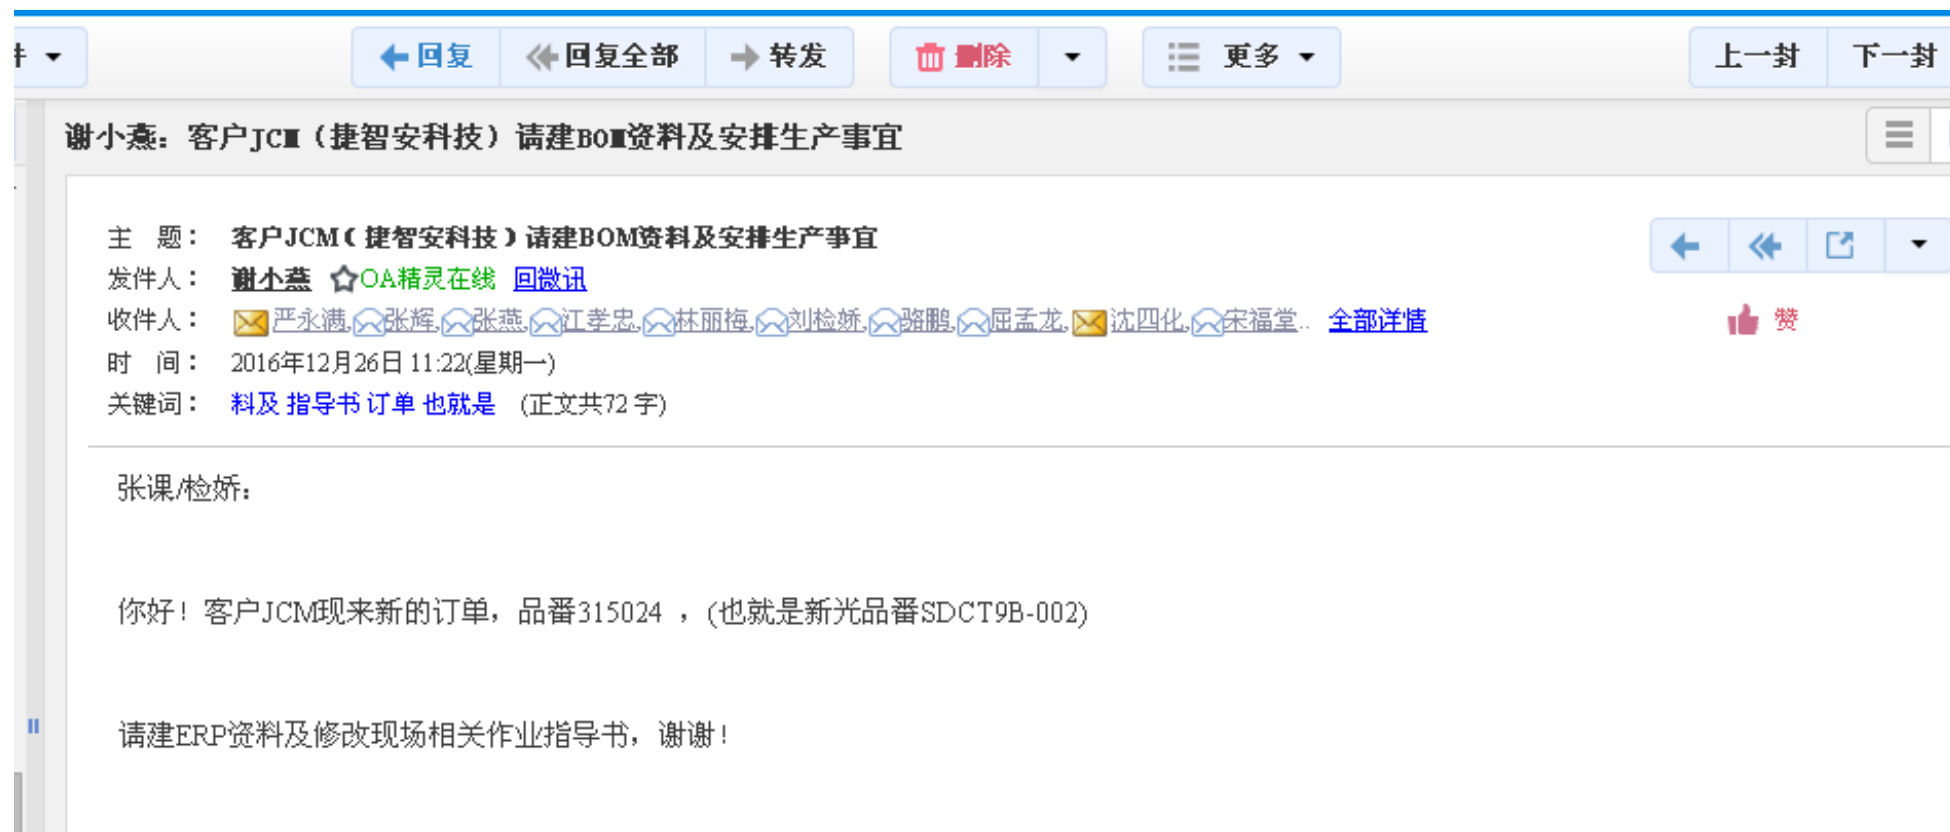 回复 回复全部 转发 删除 更多 上一封 下一封
谢小燕：客户JCM（捷智安科技）请建BOM资料及安排生产事宜
主 题： 客户JCM（捷智安科技）请建BOM资料及安排生产事宜
发件人： 谢小燕 ☆OA精灵在线 回微讯
收件人： 严永满,张辉,张燕,江孝忠,林丽梅,刘检娇,骆鹏,屈孟龙,沈四化,宋福堂.. 全部详情 赞
时 间： 2016年12月26日 11:22(星期一)
关键词： 料及 指导书 订单 也就是 (正文共72 字)
张课/检娇：
你好！客户JCM现来新的订单，品番315024 ，(也就是新光品番SDCT9B-002)
请建ERP资料及修改现场相关作业指导书，谢谢！